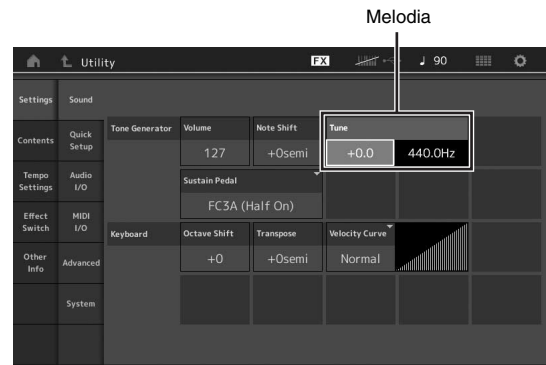 Melodia
Utility FX ♩ 90
Settings Sound
Contents Quick Setup
Tempo Settings Audio I/O
Effect Switch MIDI I/O
Other Info Advanced
System
Tone Generator Volume Note Shift Tune
127 +0semi +0.0 440.0Hz
Sustain Pedal
FC3A (Half On)
Keyboard Octave Shift Transpose Velocity Curve
+0 +0semi Normal